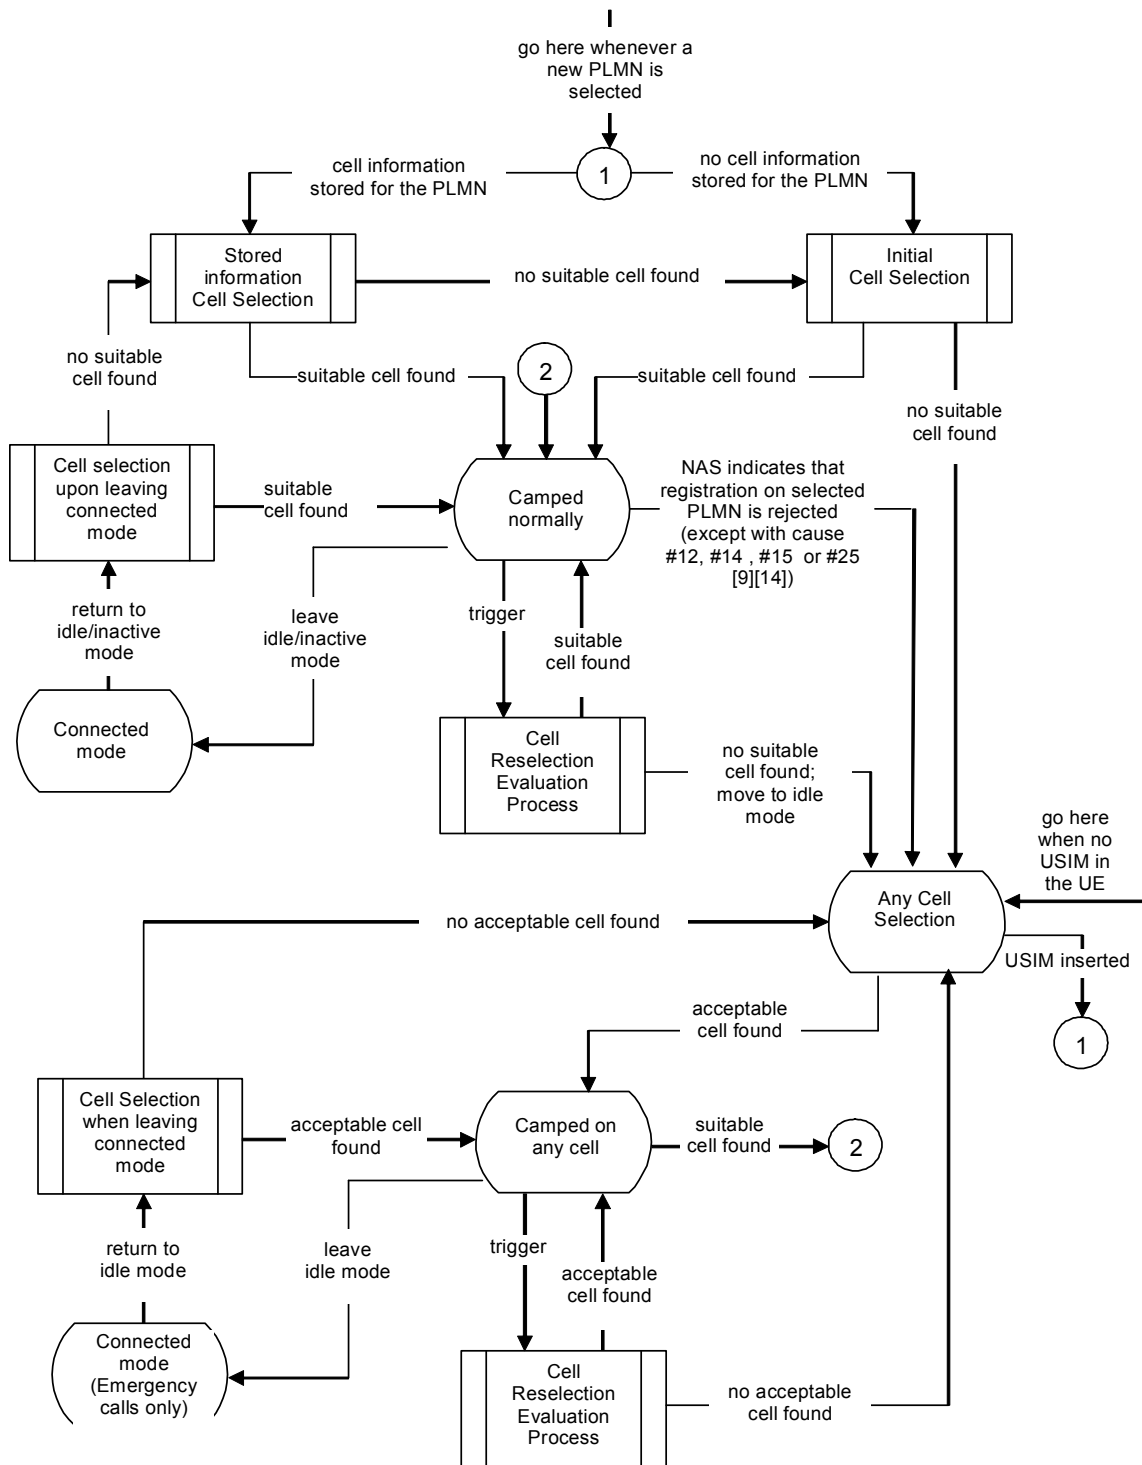 go here whenever a
new PLMN is
selected
1
cell information
stored for the PLMN
no cell information
stored for the PLMN
Stored
information
Cell Selection
no suitable cell found
Initial
Cell Selection
no suitable
cell found
suitable cell found
2
suitable cell found
no suitable
cell found
Cell selection
upon leaving
connected
mode
suitable
cell found
Camped
normally
NAS indicates that
registration on selected
PLMN is rejected
(except with cause
#12, #14 , #15 or #25
[9][14])
return to
idle/inactive
mode
leave
idle/inactive
mode
trigger
suitable
cell found
Connected
mode
Cell
Reselection
Evaluation
Process
no suitable
cell found;
move to idle
mode
go here
when no
USIM in
the UE
Any Cell
Selection
no acceptable cell found
USIM inserted
1
acceptable
cell found
Cell Selection
when leaving
connected
mode
acceptable cell
found
Camped on
any cell
suitable
cell found
2
return to
idle mode
leave
idle mode
trigger
acceptable
cell found
Connected
mode
(Emergency
calls only)
Cell
Reselection
Evaluation
Process
no acceptable
cell found